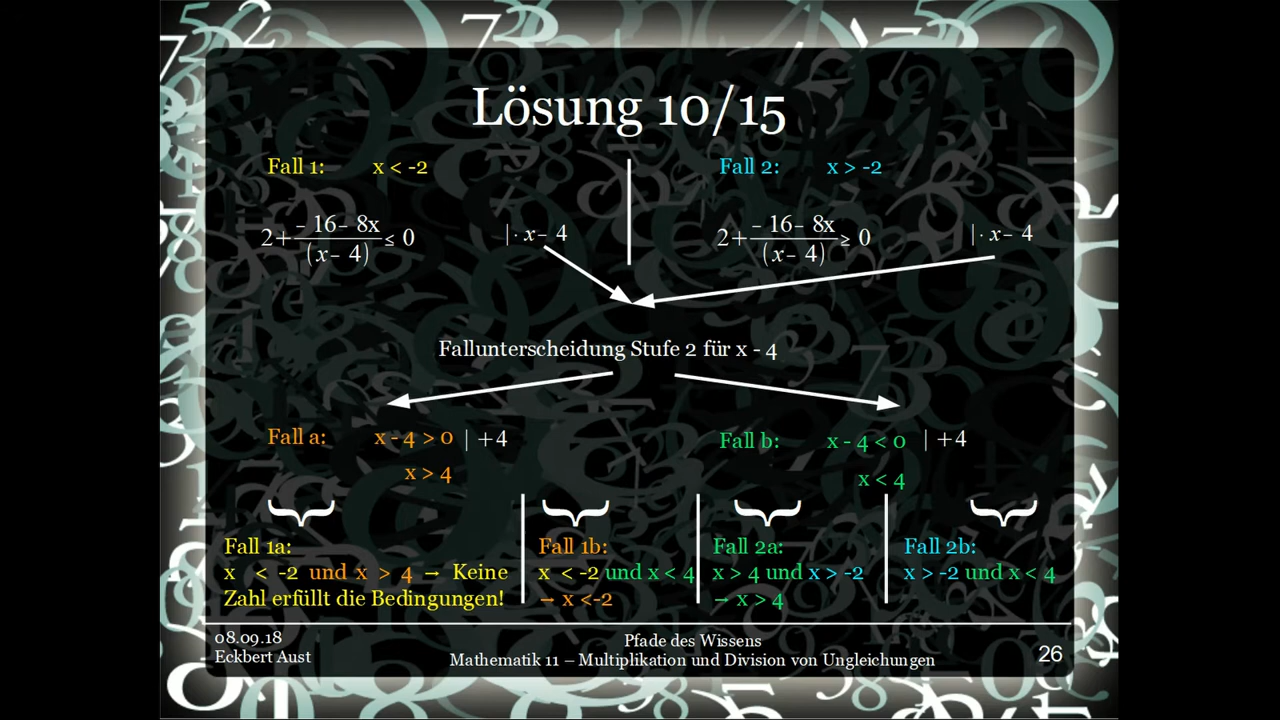 Lösung 10/15
Fall 1: x < -2
Fall 2: x > -2
2+(– 16– 8x)/(x– 4) ≤ 0 |· x– 4
2+(– 16– 8x)/(x– 4) ≥ 0 |· x– 4
Fallunterscheidung Stufe 2 für x - 4
Fall a: x - 4 > 0 | +4
x > 4
Fall b: x - 4 < 0 | +4
x < 4
Fall 1a:
x < -2 und x > 4 → Keine
Zahl erfüllt die Bedingungen!
Fall 1b:
x < -2 und x < 4
→ x <-2
Fall 2a:
x > 4 und x > -2
→ x > 4
Fall 2b:
x > -2 und x < 4
08.09.18
Eckbert Aust
Pfade des Wissens
Mathematik 11 – Multiplikation und Division von Ungleichungen
26